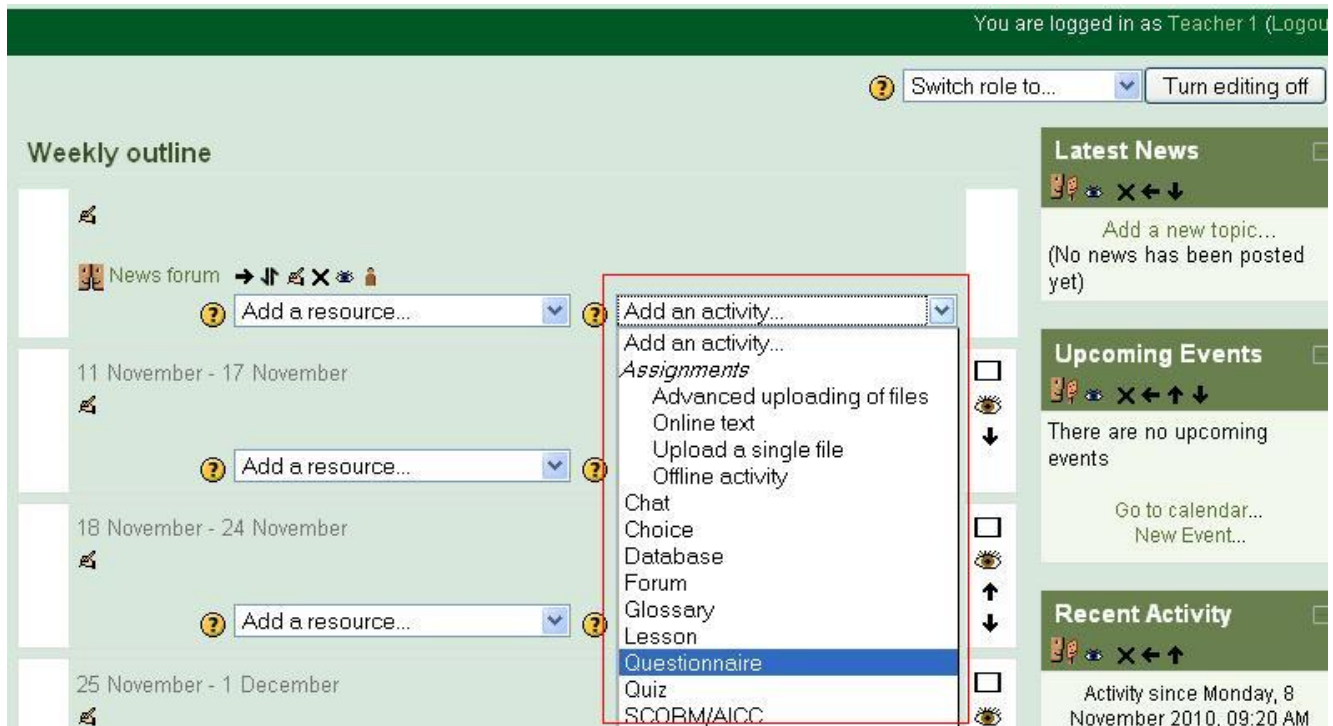 You are logged in as Teacher 1 (Logou
Switch role to...
Turn editing off
Weekly outline
News forum
Add a resource...
Add an activity...
Add an activity...
Assignments
Advanced uploading of files
Online text
Upload a single file
Offline activity
Chat
Choice
Database
Forum
Glossary
Lesson
Questionnaire
Quiz
SCORM/AICC
11 November - 17 November
Add a resource...
18 November - 24 November
Add a resource...
25 November - 1 December
Latest News
Add a new topic...
(No news has been posted
yet)
Upcoming Events
There are no upcoming
events
Go to calendar...
New Event...
Recent Activity
Activity since Monday, 8
November 2010, 09:20 AM